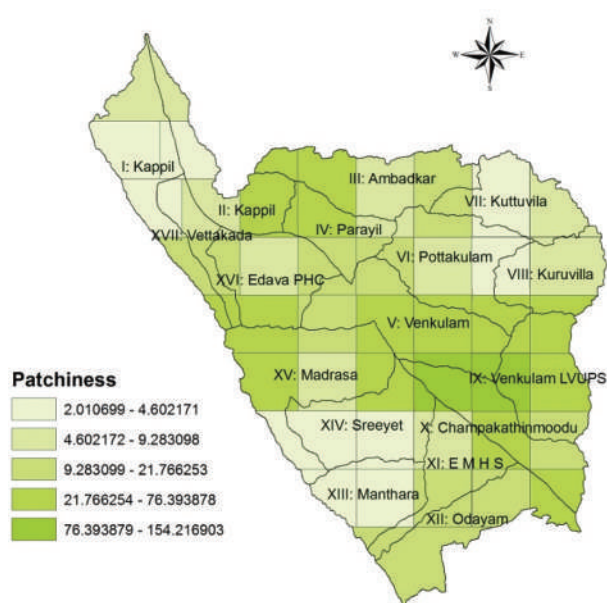 N
W
E
S
I: Kappil
III: Ambadkar
VII: Kuttuvila
II: Kappil
IV: Parayil
XVII: Vettakada
VI: Pottakulam
XVI: Edava PHC
VIII: Kuruvilla
V: Venkulam
XV: Madrasa
IX: Venkulam LVUPS
XIV: Sreeyet
X: Champakathinmoodu
XI: E M H S
XIII: Manthara
XII: Odayam
Patchiness
2.010699 - 4.602171
4.602172 - 9.283098
9.283099 - 21.766253
21.766254 - 76.393878
76.393879 - 154.216903